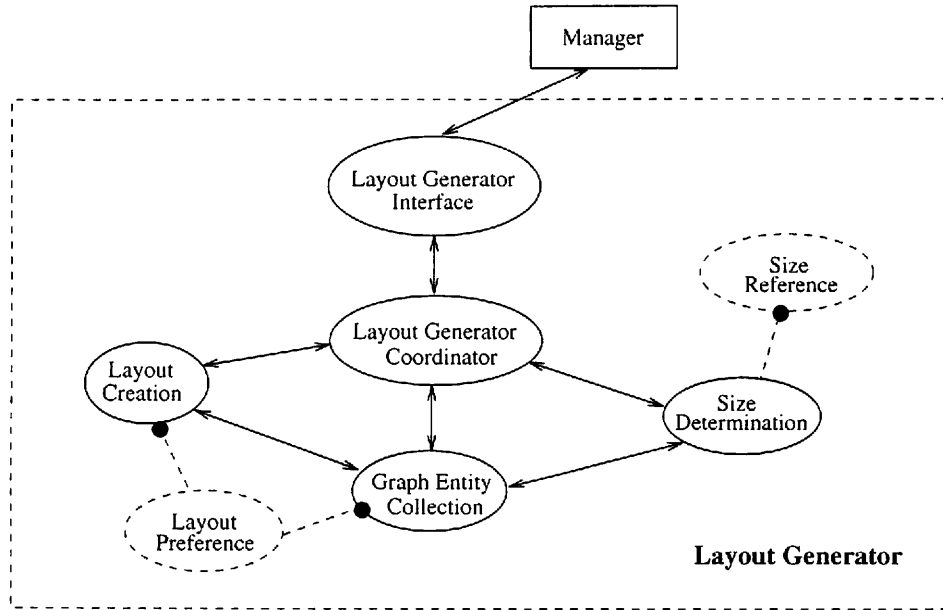 Manager
Layout Generator
Interface
Size
Reference
Layout Generator
Coordinator
Layout
Creation
Size
Determination
Graph Entity
Collection
Layout
Preference
Layout Generator